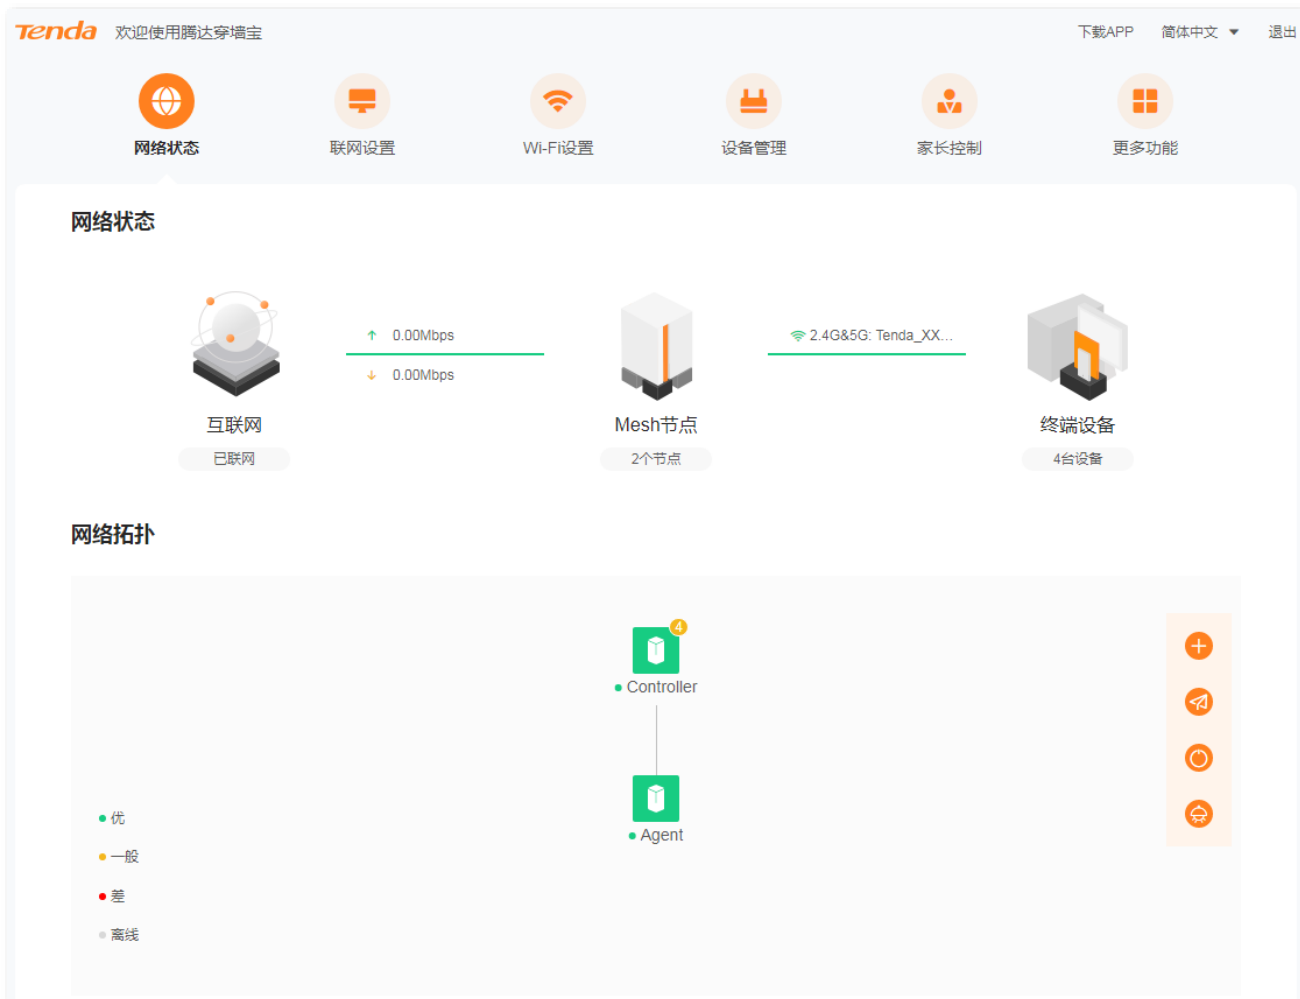 Tenda 欢迎使用腾达穿墙宝 下载APP 简体中文 退出
网络状态 联网设置 Wi-Fi设置 设备管理 家长控制 更多功能
网络状态
0.00Mbps
2.4G&5G: Tenda_XX...
0.00Mbps
互联网 Mesh节点 终端设备
已联网 2个节点 4台设备
网络拓扑
4
Controller
Agent
优
一般
差
离线